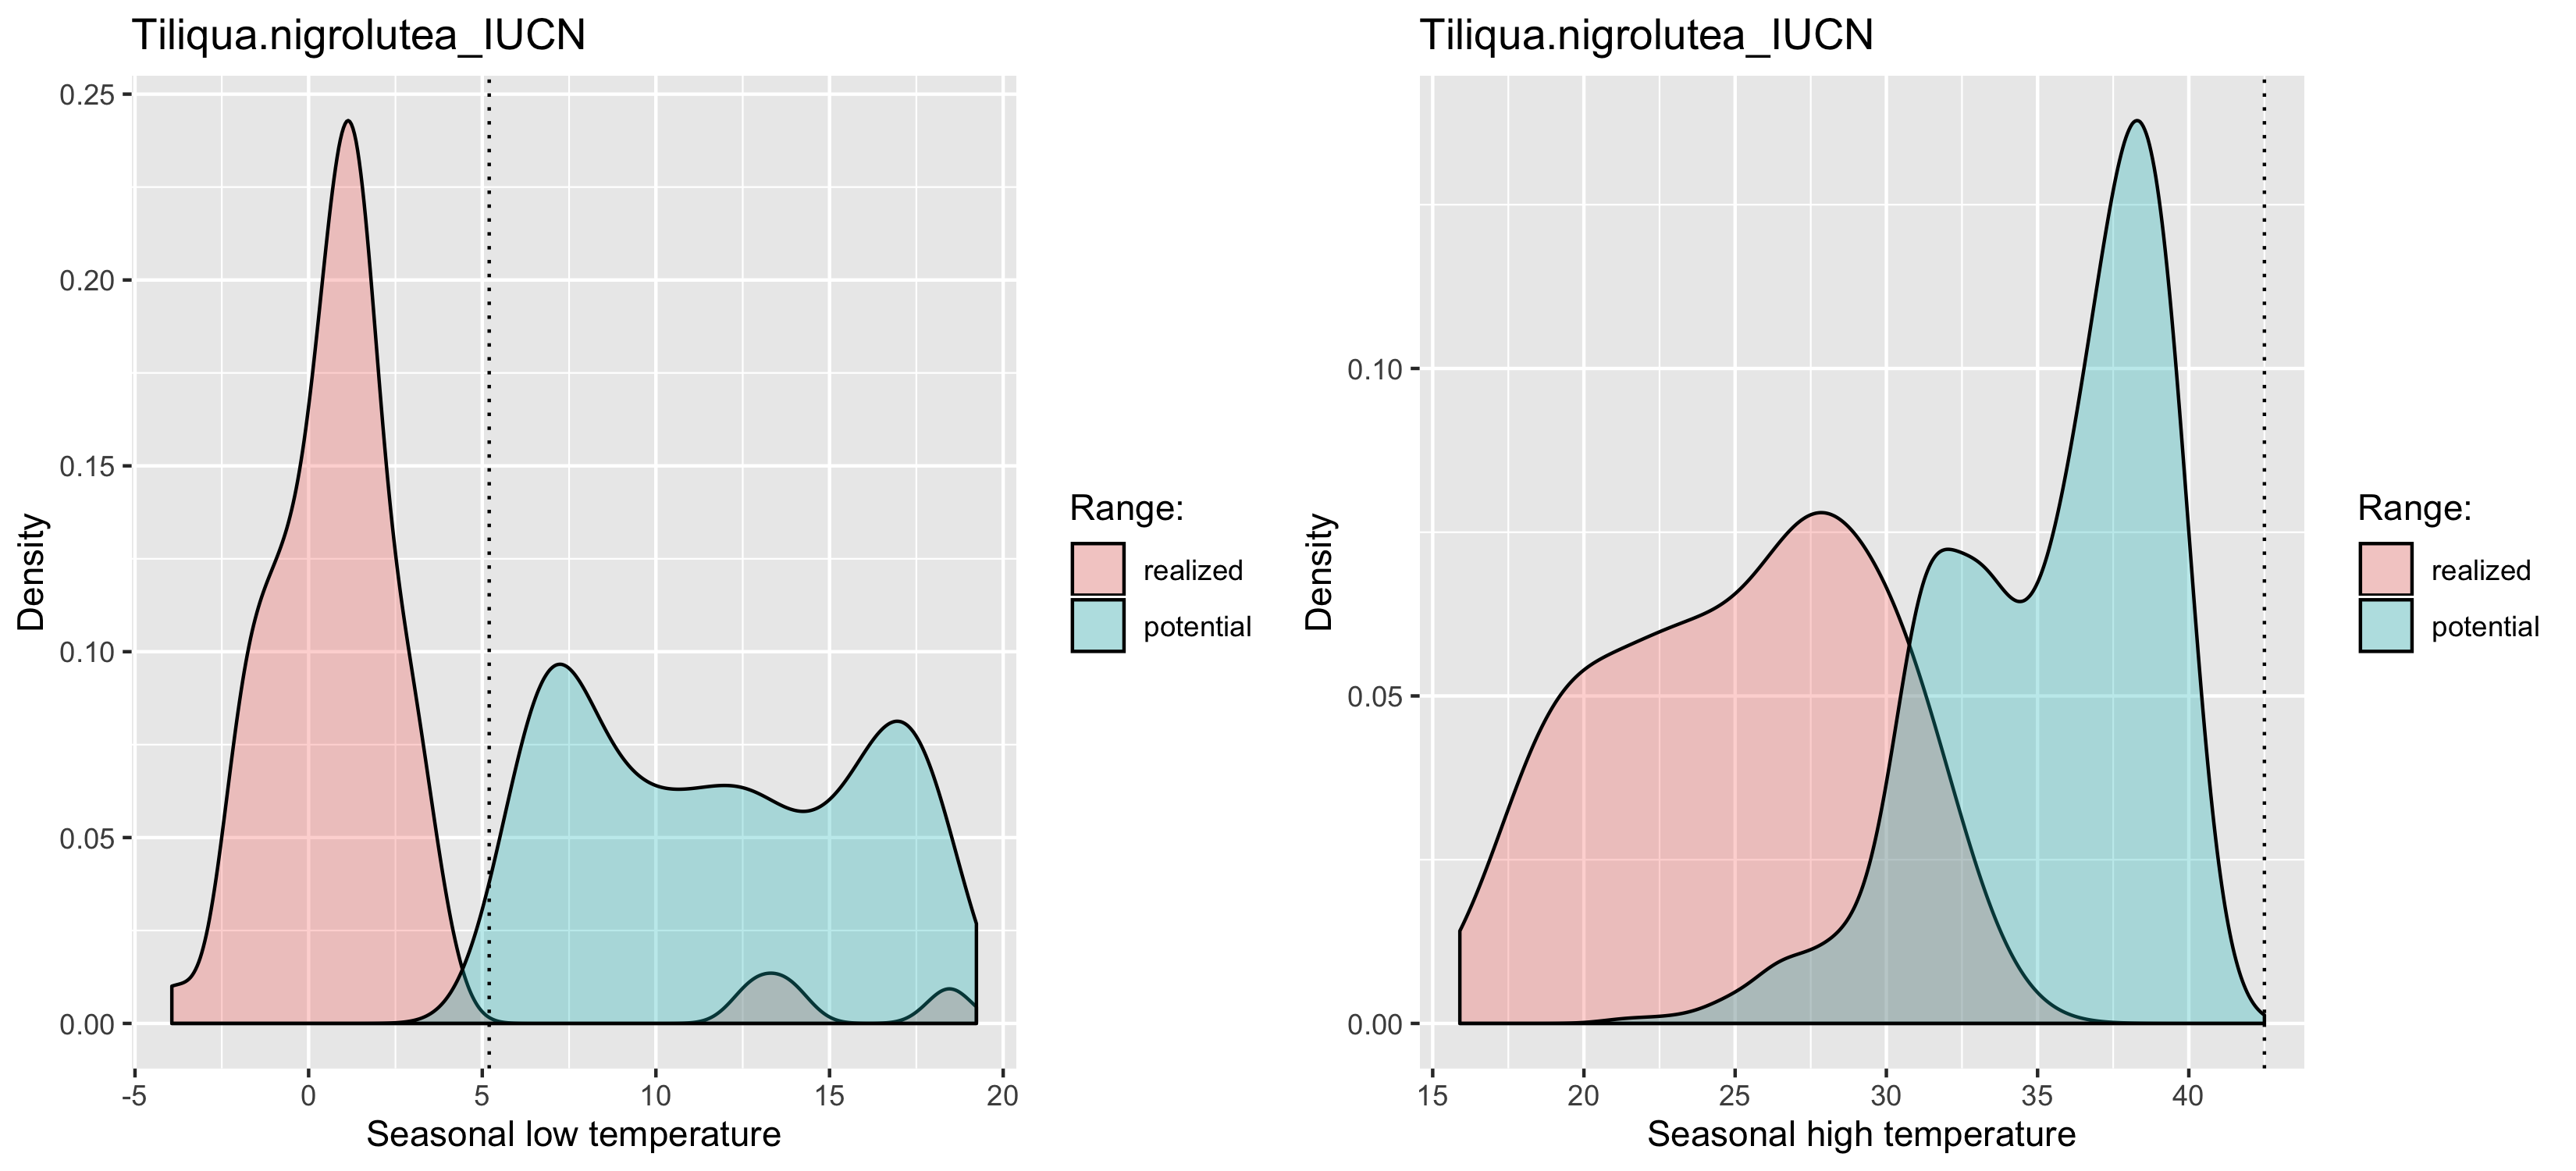 Tiliqua.nigrolutea_IUCN
0.25
0.20
0.15
0.10
0.05
0.00
Density
-5 0 5 10 15 20
Seasonal low temperature
Range:
realized
potential
Tiliqua.nigrolutea_IUCN
0.10
0.05
0.00
Density
15 20 25 30 35 40
Seasonal high temperature
Range:
realized
potential